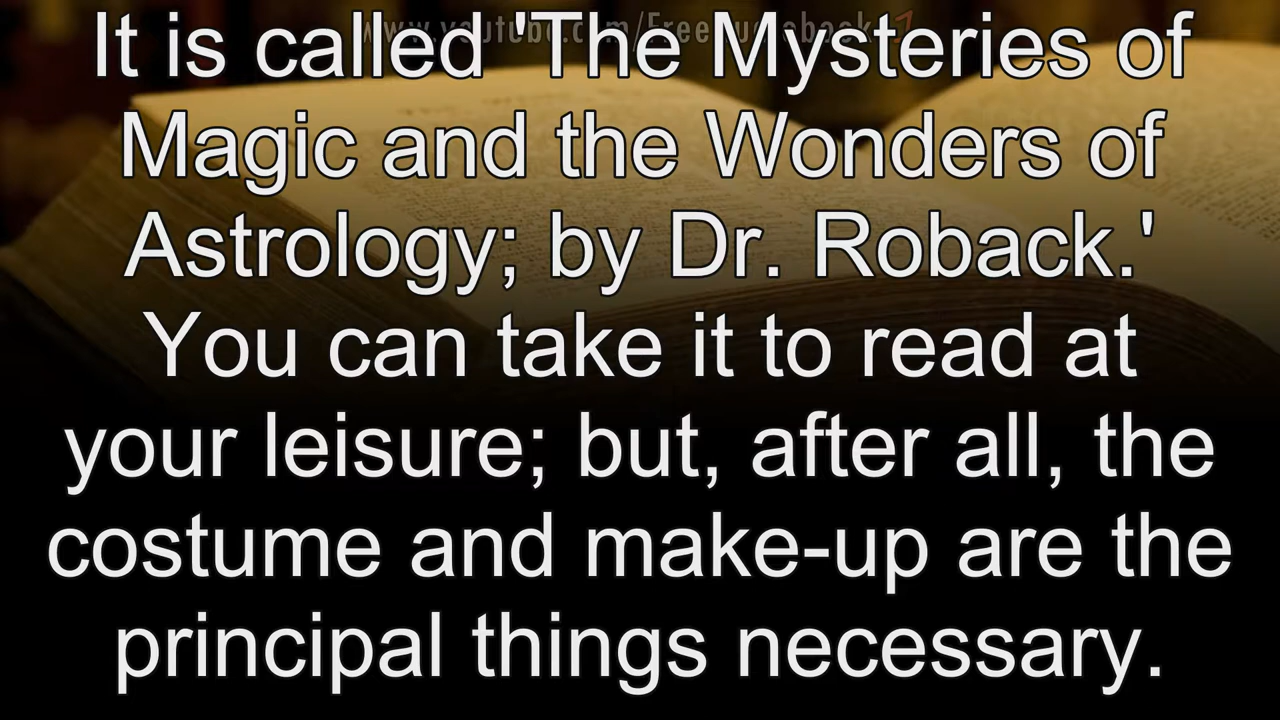 It is called 'The Mysteries of
Magic and the Wonders of
Astrology; by Dr. Roback.'
You can take it to read at
your leisure; but, after all, the
costume and make-up are the
principal things necessary.